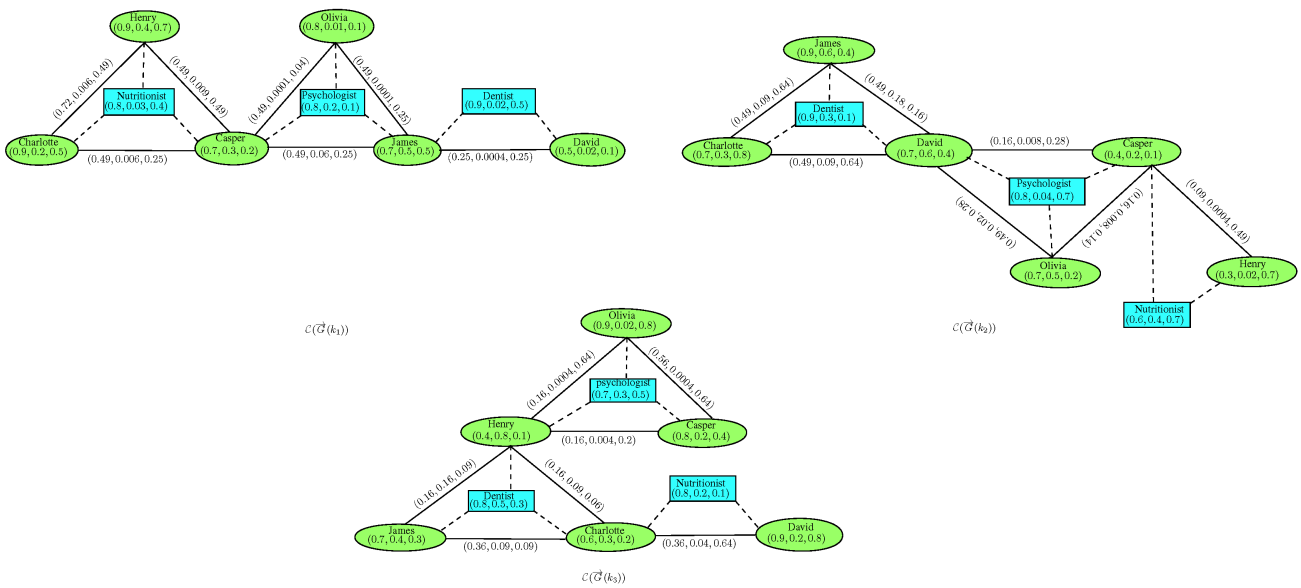 Henry
(0.9, 0.4, 0.7)
Olivia
(0.8, 0.01, 0.1)
(0.72, 0.006, 0.49)
(0.49, 0.009, 0.49)
(0.49, 0.0001, 0.04)
(0.49, 0.0001, 0.25)
Nutritionist
(0.8, 0.03, 0.4)
Psychologist
(0.8, 0.2, 0.1)
Dentist
(0.9, 0.02, 0.5)
Charlotte
(0.9, 0.2, 0.5)
Casper
(0.7, 0.3, 0.2)
James
(0.7, 0.5, 0.5)
David
(0.5, 0.02, 0.1)
(0.49, 0.006, 0.25)
(0.49, 0.06, 0.25)
(0.25, 0.0004, 0.25)
𝒞(G⃗(k₁))
James
(0.9, 0.6, 0.4)
(0.49, 0.09, 0.64)
(0.49, 0.18, 0.16)
Dentist
(0.9, 0.3, 0.1)
Charlotte
(0.7, 0.3, 0.8)
David
(0.7, 0.6, 0.4)
Casper
(0.4, 0.2, 0.1)
(0.49, 0.09, 0.64)
(0.16, 0.008, 0.28)
Psychologist
(0.8, 0.04, 0.7)
(0.49, 0.02, 0.28)
(0.16, 0.008, 0.14)
(0.09, 0.0004, 0.49)
Olivia
(0.7, 0.5, 0.2)
Henry
(0.3, 0.02, 0.7)
Nutritionist
(0.6, 0.4, 0.7)
𝒞(G⃗(k₂))
Olivia
(0.9, 0.02, 0.8)
(0.16, 0.0004, 0.64)
(0.56, 0.0004, 0.64)
psychologist
(0.7, 0.3, 0.5)
Henry
(0.4, 0.8, 0.1)
Casper
(0.8, 0.2, 0.4)
(0.16, 0.004, 0.2)
(0.16, 0.16, 0.09)
(0.16, 0.09, 0.06)
Dentist
(0.8, 0.5, 0.3)
Nutritionist
(0.8, 0.2, 0.1)
James
(0.7, 0.4, 0.3)
Charlotte
(0.6, 0.3, 0.2)
David
(0.9, 0.2, 0.8)
(0.36, 0.09, 0.09)
(0.36, 0.04, 0.64)
𝒞(G⃗(k₃))